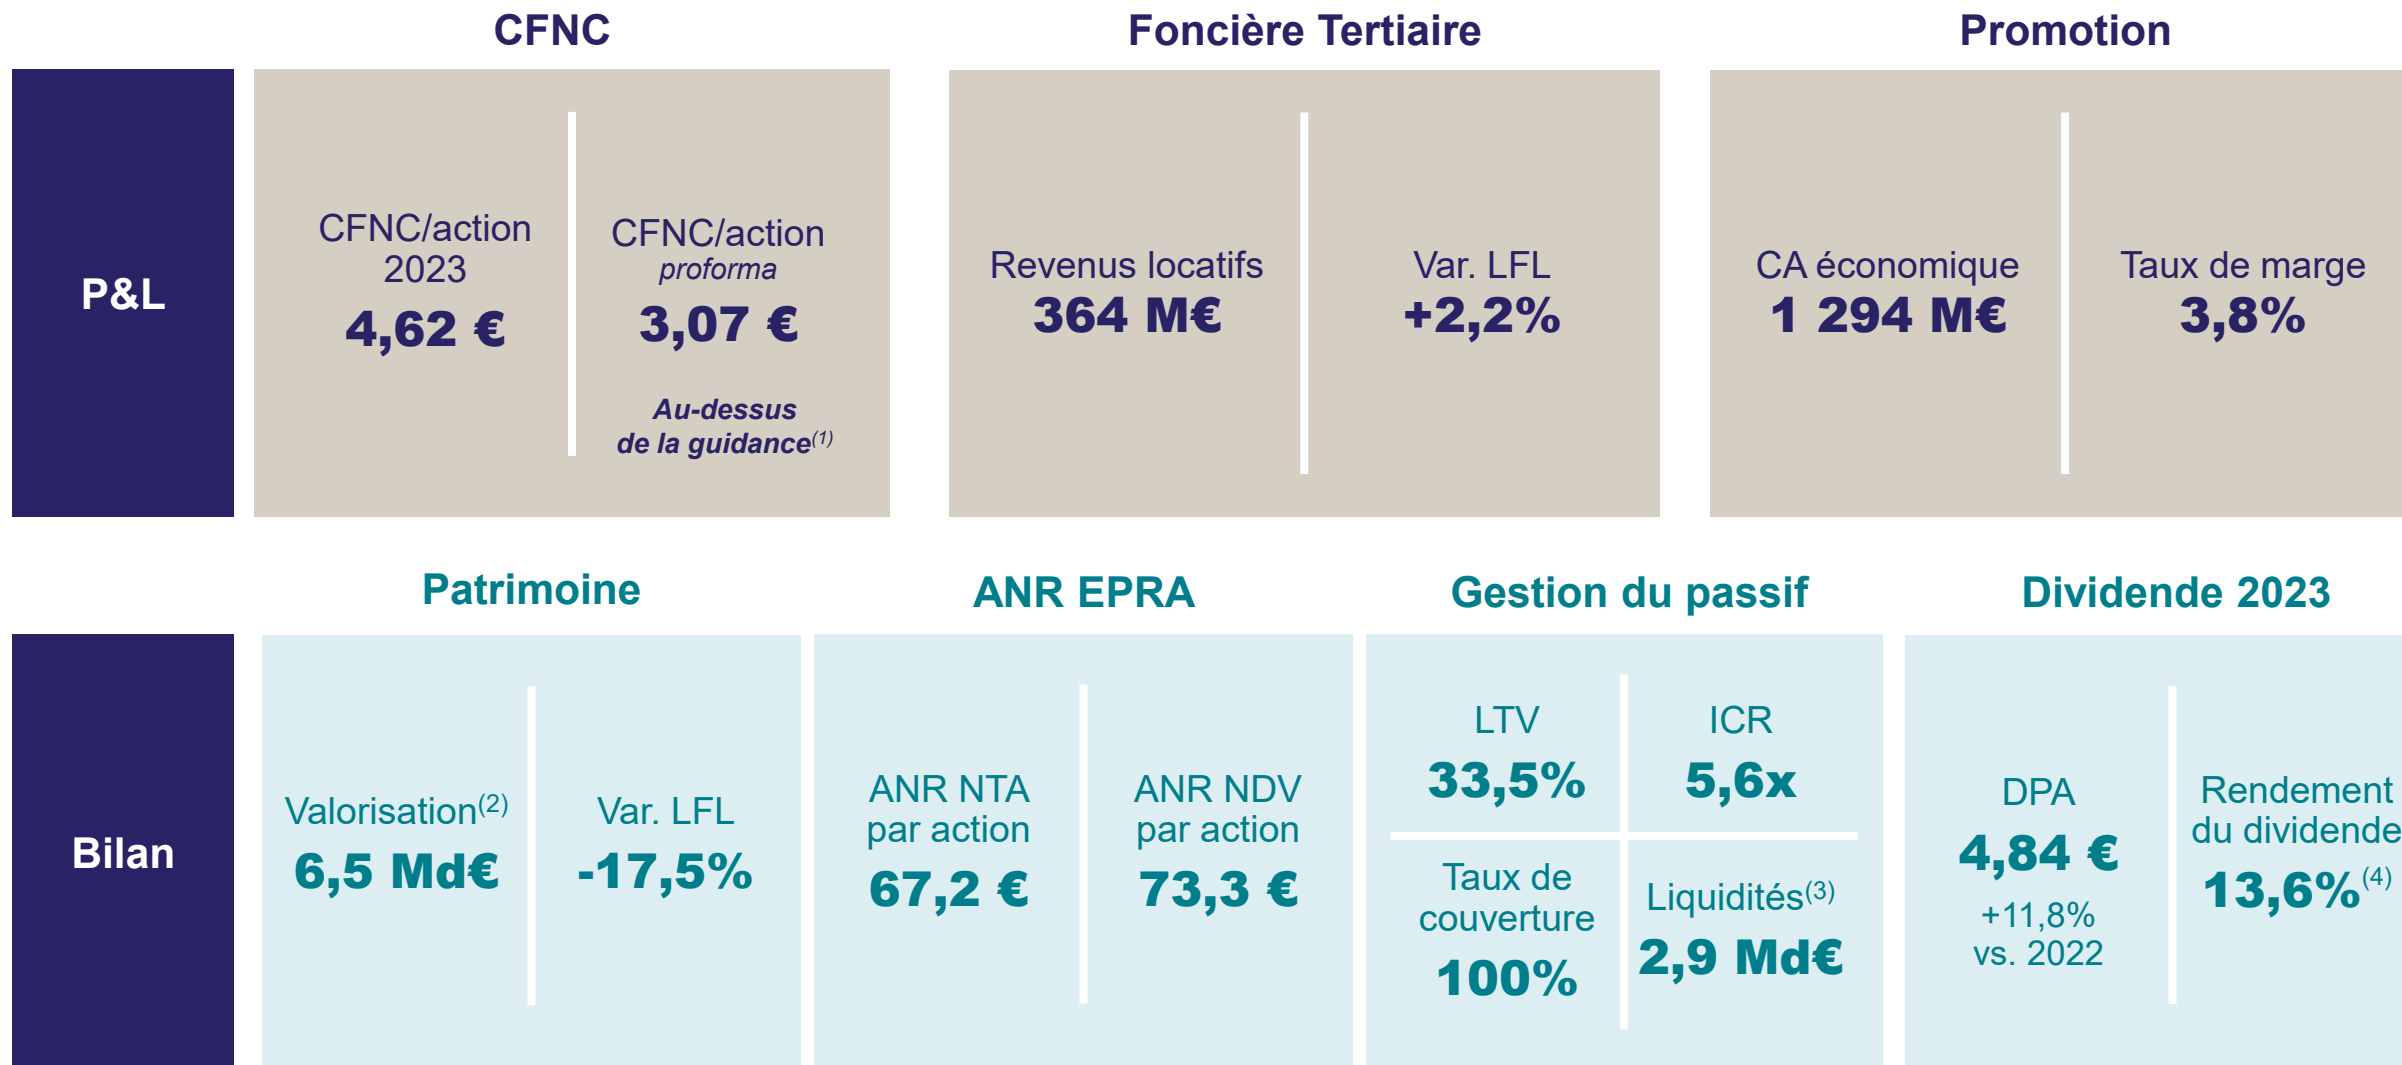 CFNC
Foncière Tertiaire
Promotion
P&L
CFNC/action
2023
4,62 €
CFNC/action
proforma
3,07 €
Au-dessus
de la guidance(1)
Revenus locatifs
364 M€
Var. LFL
+2,2%
CA économique
1 294 M€
Taux de marge
3,8%
Patrimoine
ANR EPRA
Gestion du passif
Dividende 2023
Bilan
Valorisation(2)
6,5 Md€
Var. LFL
-17,5%
ANR NTA
par action
67,2 €
ANR NDV
par action
73,3 €
LTV
33,5%
ICR
5,6x
Taux de
couverture
100%
Liquidités(3)
2,9 Md€
DPA
4,84 €
+11,8%
vs. 2022
Rendement
du dividende
13,6%(4)